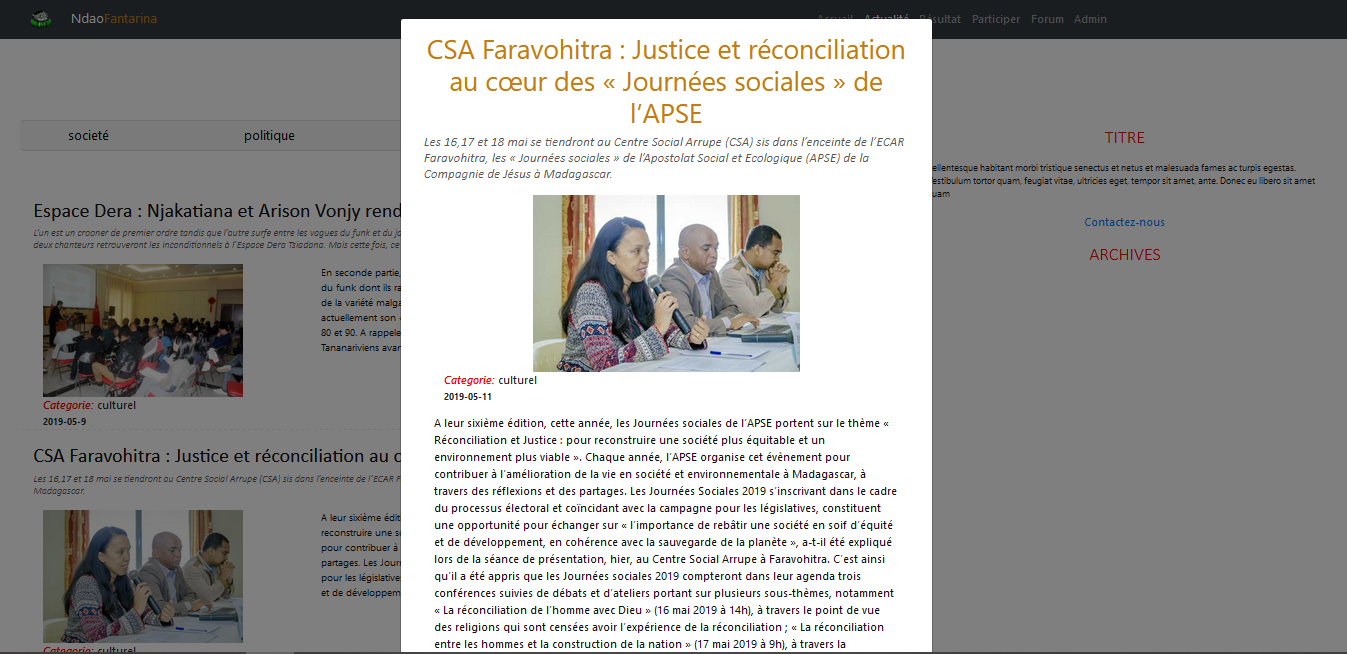 NdaoFantarina
Accueil Actualité Résultat Participer Forum Admin
societé politique
Espace Dera : Njakatiana et Arison Vonjy rend
L'un est un crooner de premier ordre tandis que l'autre surfe entre les vagues du funk et du ja
deux chanteurs retrouveront les inconditionnels à l'Espace Dera Tsiadana. Mais cette fois, ce
En seconde partie,
du funk dont ils ra
de la variété malga
actuellement son
80 et 90. A rappele
Tananariviens avan
Categorie: culturel
2019-05-9
CSA Faravohitra : Justice et réconciliation au c
Les 16,17 et 18 mai se tiendront au Centre Social Arrupe (CSA) sis dans l'enceinte de l'ECAR F
Madagascar.
A leur sixième édit
reconstruire une so
pour contribuer à
partages. Les Journ
pour les législatives
et de développem
Categorie: culturel
CSA Faravohitra : Justice et réconciliation
au cœur des « Journées sociales » de
l'APSE
Les 16,17 et 18 mai se tiendront au Centre Social Arrupe (CSA) sis dans l'enceinte de l'ECAR
Faravohitra, les « Journées sociales » de l'Apostolat Social et Ecologique (APSE) de la
Compagnie de Jésus à Madagascar.
Categorie: culturel
2019-05-11
A leur sixième édition, cette année, les Journées sociales de l'APSE portent sur le thème «
Réconciliation et Justice : pour reconstruire une société plus équitable et un
environnement plus viable ». Chaque année, l'APSE organise cet évènement pour
contribuer à l'amélioration de la vie en société et environnementale à Madagascar, à
travers des réflexions et des partages. Les Journées Sociales 2019 s'inscrivant dans le cadre
du processus électoral et coïncidant avec la campagne pour les législatives, constituent
une opportunité pour échanger sur « l'importance de rebâtir une société en soif d'équité
et de développement, en cohérence avec la sauvegarde de la planète », a-t-il été expliqué
lors de la séance de présentation, hier, au Centre Social Arrupe à Faravohitra. C'est ainsi
qu'il a été appris que les Journées sociales 2019 compteront dans leur agenda trois
conférences suivies de débats et d'ateliers portant sur plusieurs sous-thèmes, notamment
« La réconciliation de l'homme avec Dieu » (16 mai 2019 à 14h), à travers le point de vue
des religions qui sont censées avoir l'expérience de la réconciliation ; « La réconciliation
entre les hommes et la construction de la nation » (17 mai 2019 à 9h), à travers la
TITRE
ellentesque habitant morbi tristique senectus et netus et malesuada fames ac turpis egestas.
estibulum tortor quam, feugiat vitae, ultricies eget, tempor sit amet, ante. Donec eu libero sit amet
uam
Contactez-nous
ARCHIVES